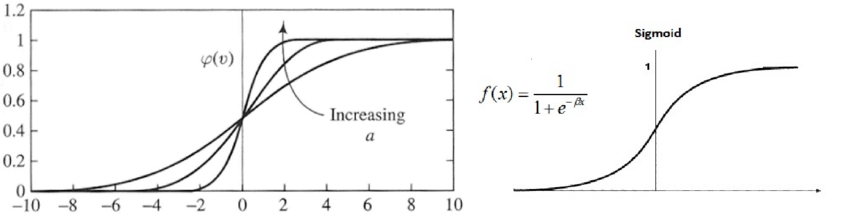 1.2
1
0.8
0.6
0.4
0.2
0
φ(υ)
Increasing
a
−10 −8 −6 −4 −2 0 2 4 6 8 10
Sigmoid
1
f(x) = 1 / (1 + e^{−βx})